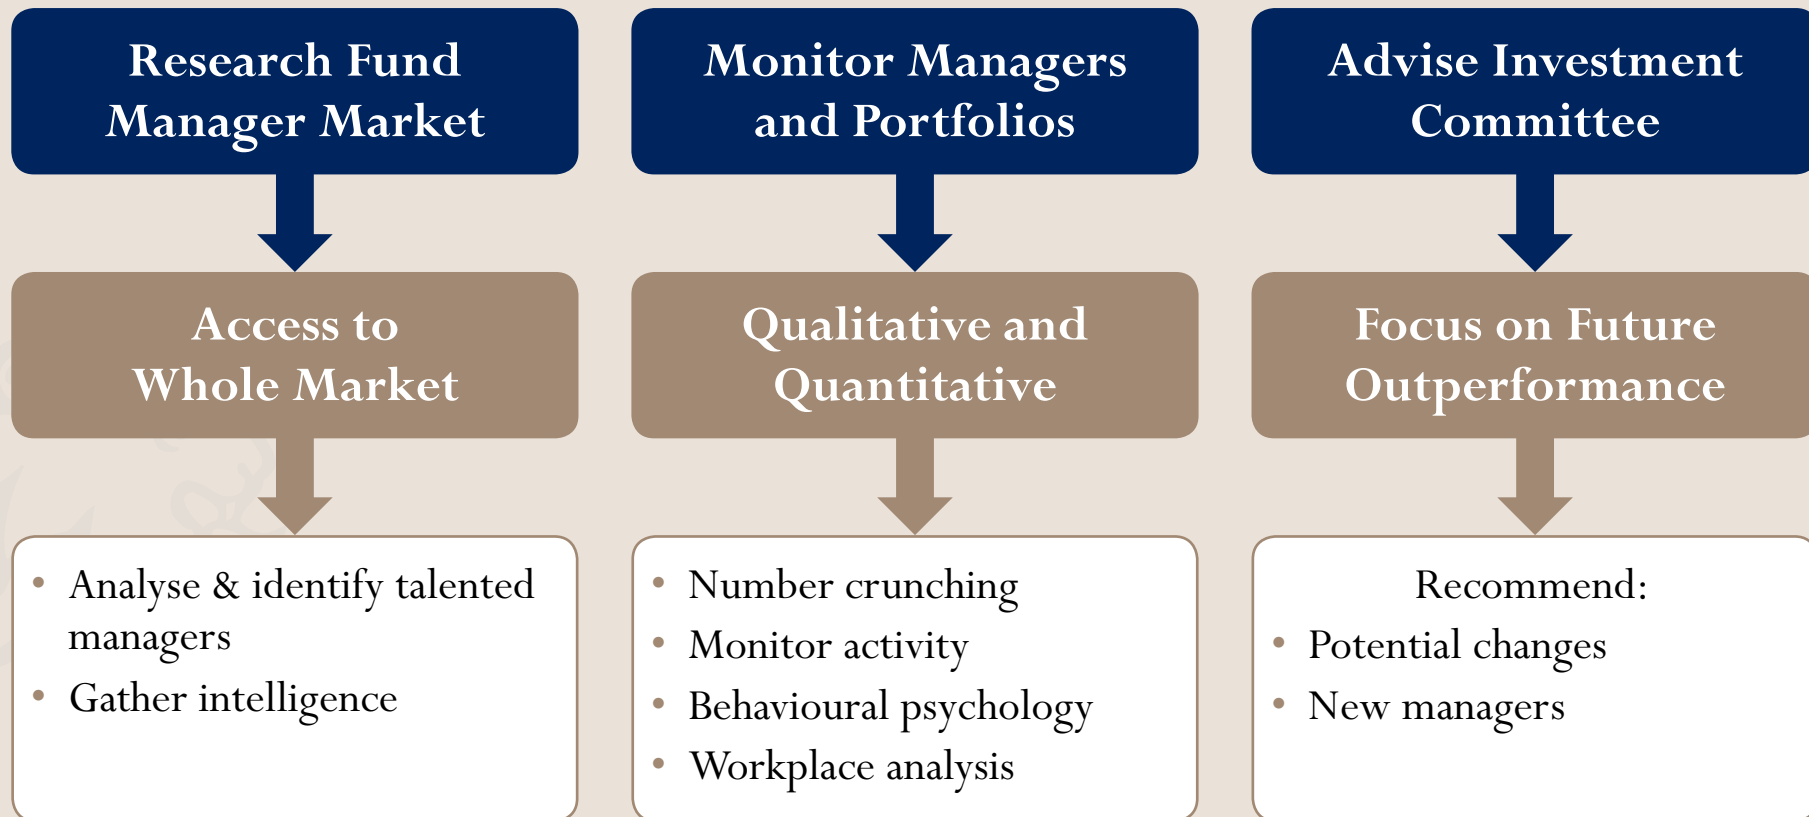 Research Fund
Manager Market
Access to
Whole Market
• Analyse & identify talented
managers
• Gather intelligence
Monitor Managers
and Portfolios
Qualitative and
Quantitative
• Number crunching
• Monitor activity
• Behavioural psychology
• Workplace analysis
Advise Investment
Committee
Focus on Future
Outperformance
Recommend:
• Potential changes
• New managers